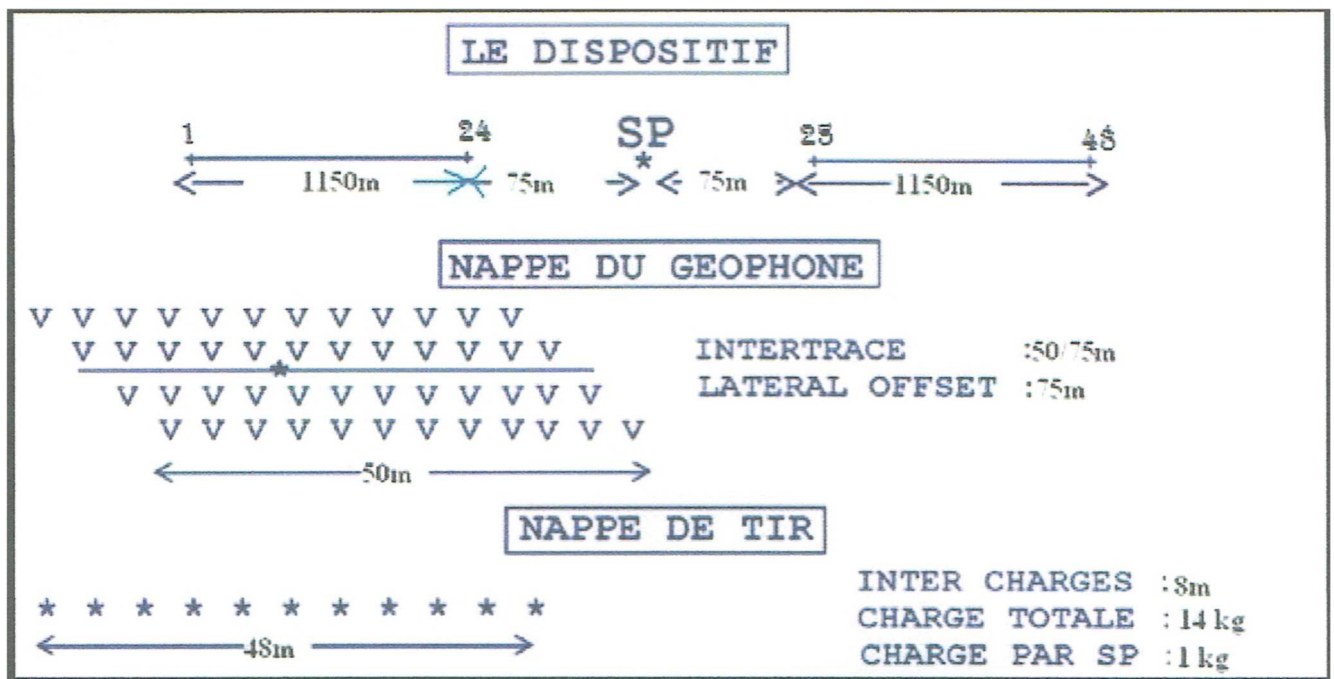 LE DISPOSITIF
1 24 SP 25 48
*
1150m 75m 75m 1150m
NAPPE DU GEOPHONE
V V V V V V V V V V V V
V V V V V V V V V V V V
*
V V V V V V V V V V V V
V V V V V V V V V V V V
INTERTRACE :50/75m
LATERAL OFFSET :75m
50m
NAPPE DE TIR
* * * * * * * * * * *
48m
INTER CHARGES :8m
CHARGE TOTALE :14 kg
CHARGE PAR SP :1 kg